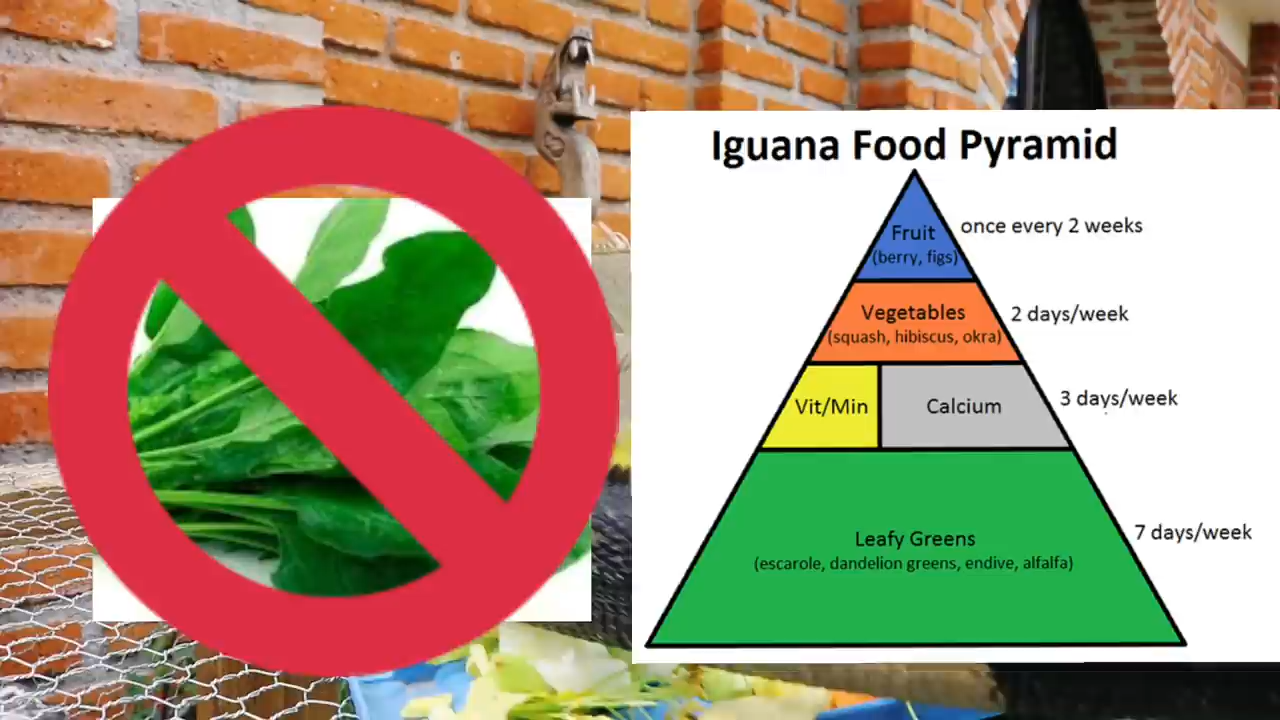 Iguana Food Pyramid
Fruit
(berry, figs)
once every 2 weeks
Vegetables
(squash, hibiscus, okra)
2 days/week
Vit/Min
Calcium
3 days/week
Leafy Greens
(escarole, dandelion greens, endive, alfalfa)
7 days/week